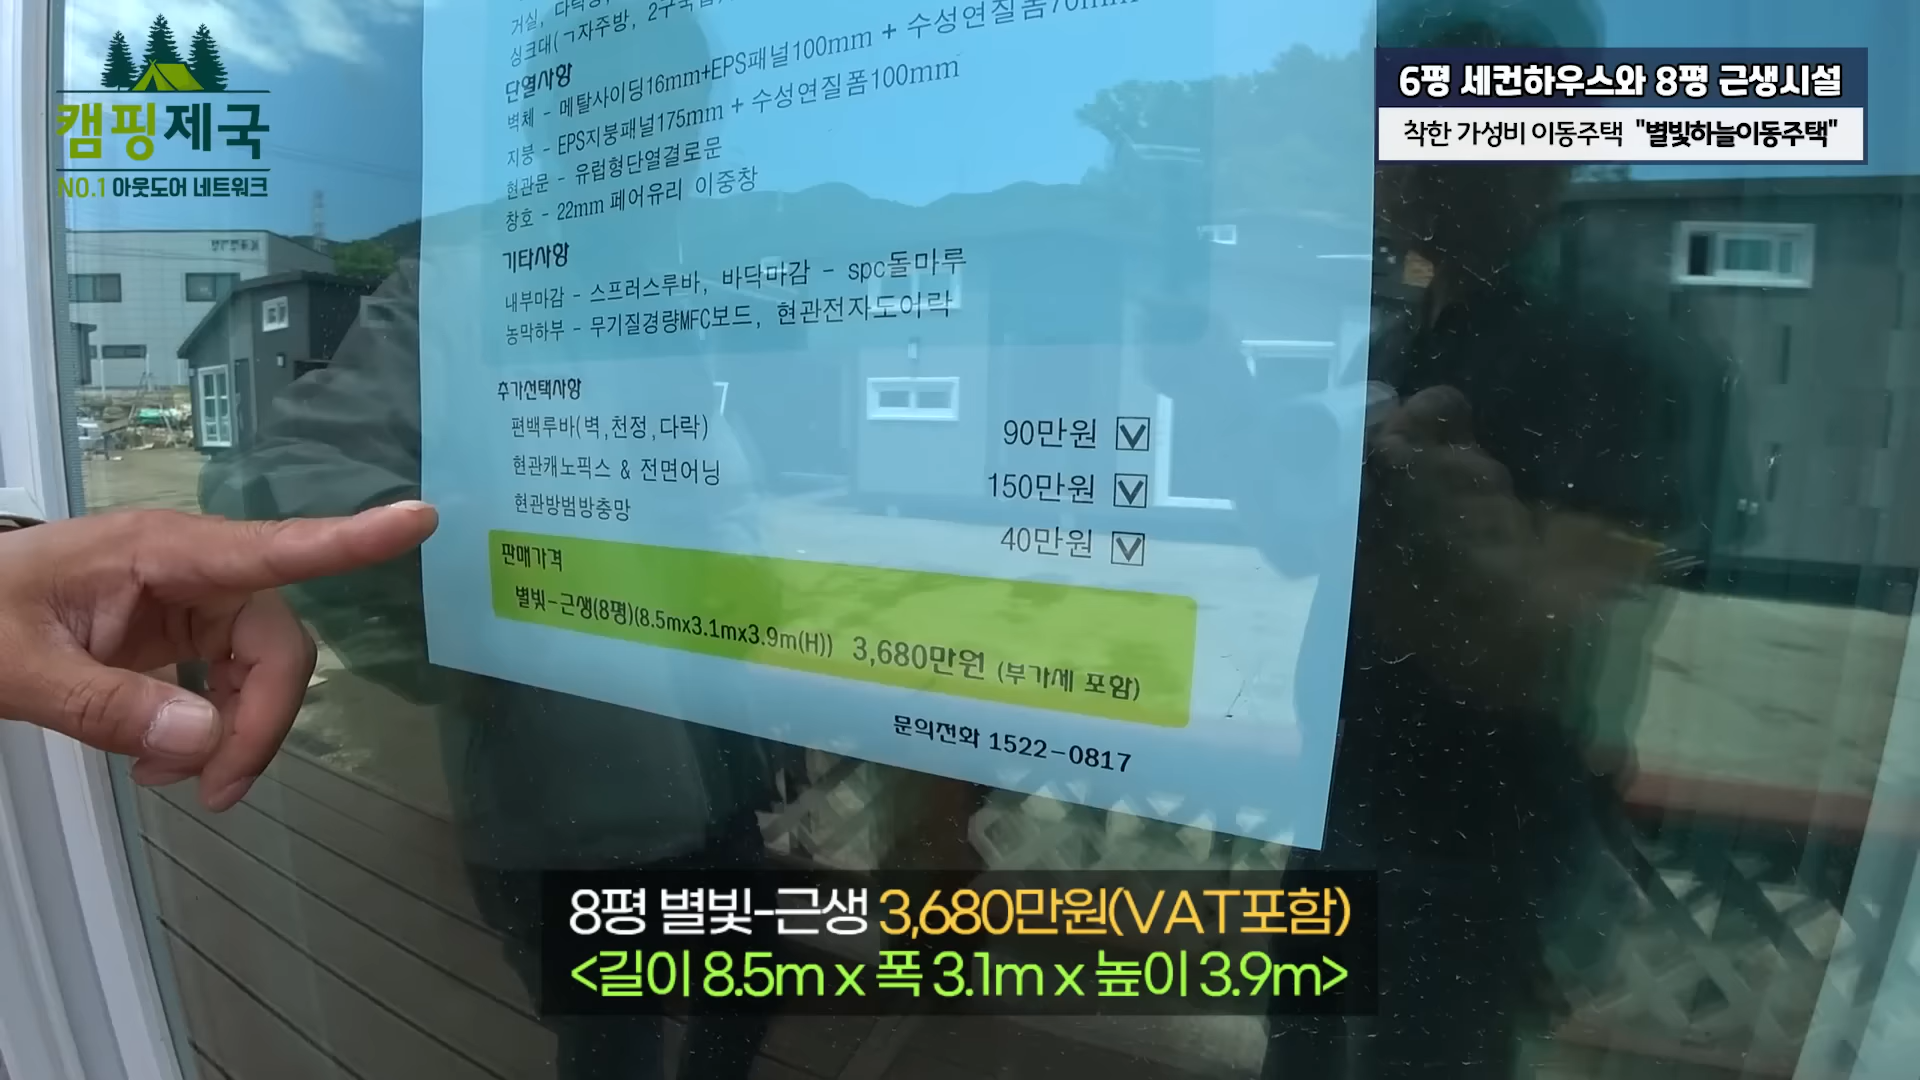 캠핑제국
NO.1 아웃도어 네트워크
6평 세컨하우스와 8평 근생시설
착한 가성비 이동주택 "별빛하늘이동주택"
거실, 다락방,
싱크대(ㄱ자주방, 2구쿡탑,
단열사항
벽체 - 메탈사이딩16mm+EPS패널100mm + 수성연질폼70mm
지붕 - EPS지붕패널175mm + 수성연질폼100mm
현관문 - 유럽형단열결로문
창호 - 22mm 페어유리 이중창
기타사항
내부마감 - 스프러스루바, 바닥마감 - spc돌마루
농막하부 - 무기질경량MFC보드, 현관전자도어락
추가선택사항
편백루바(벽,천정,다락) 90만원
현관캐노픽스 & 전면어닝 150만원
현관방범방충망 40만원
판매가격
별빛-근생(8평)(8.5mx3.1mx3.9m(H)) 3,680만원 (부가세 포함)
문의전화 1522-0817
8평 별빛-근생 3,680만원(VAT포함)
<길이 8.5m x 폭 3.1m x 높이 3.9m>